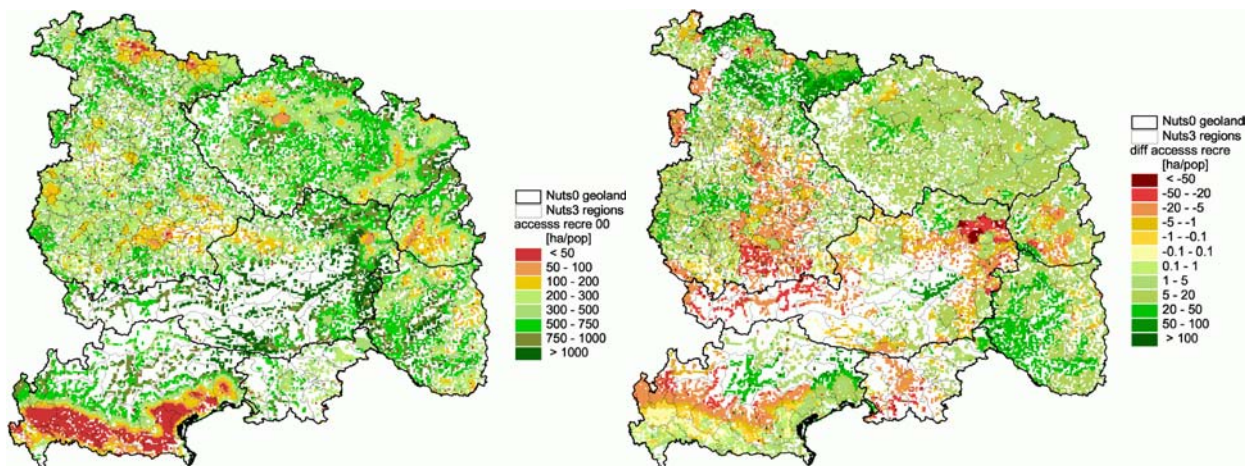 Nuts0 geoland
Nuts3 regions
accesss recre 00
[ha/pop]
< 50
50 - 100
100 - 200
200 - 300
300 - 500
500 - 750
750 - 1000
> 1000
Nuts0 geoland
Nuts3 regions
diff accesss recre
[ha/pop]
< -50
-50 - -20
-20 - -5
-5 - -1
-1 - -0.1
-0.1 - 0.1
0.1 - 1
1 - 5
5 - 20
20 - 50
50 - 100
> 100